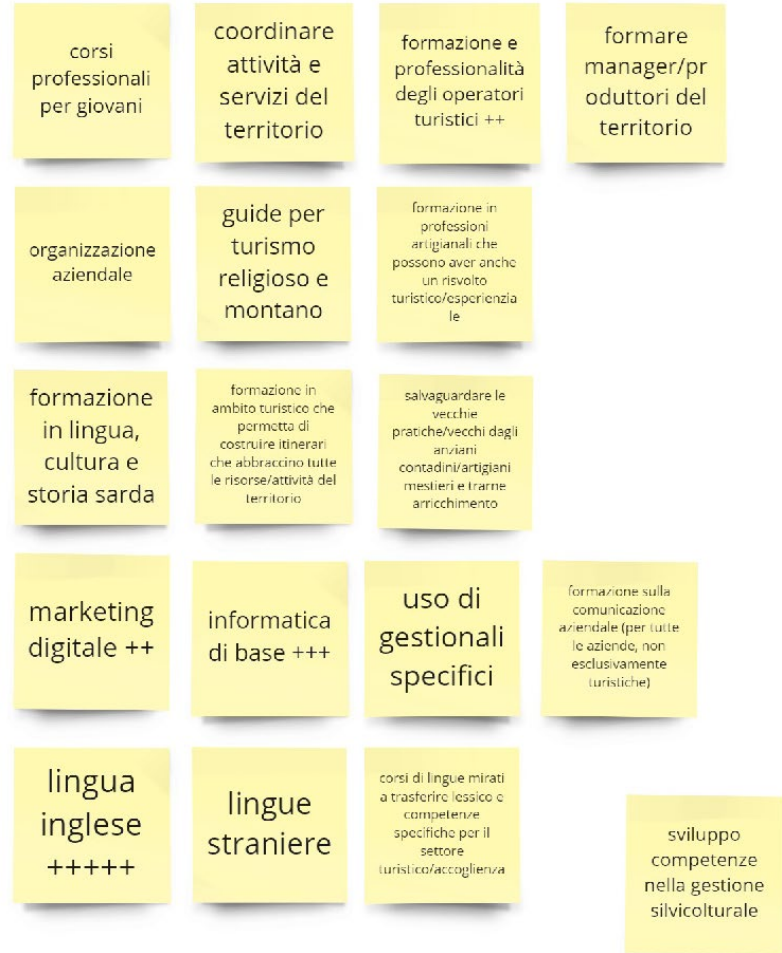 corsi
professionali
per giovani
coordinare
attività e
servizi del
territorio
formazione e
professionalità
degli operatori
turistici ++
formare
manager/pr
oduttori del
territorio
organizzazione
aziendale
guide per
turismo
religioso e
montano
formazione in
professioni
artigianali che
possono aver anche
un risvolto
turistico/esperienzia
le
formazione
in lingua,
cultura e
storia sarda
formazione in
ambito turistico che
permetta di
costruire itinerari
che abbraccino tutte
le risorse/attività del
territorio
salvaguardare le
vecchie
pratiche/vecchi dagli
anziani
contadini/artigiani
mestieri e trarne
arricchimento
marketing
digitale ++
informatica
di base +++
uso di
gestionali
specifici
formazione sulla
comunicazione
aziendale (per tutte
le aziende, non
esclusivamente
turistiche)
lingua
inglese
+++++
lingue
straniere
corsi di lingue mirati
a trasferire lessico e
competenze
specifiche per il
settore
turistico/accoglienza
sviluppo
competenze
nella gestione
silvicolturale